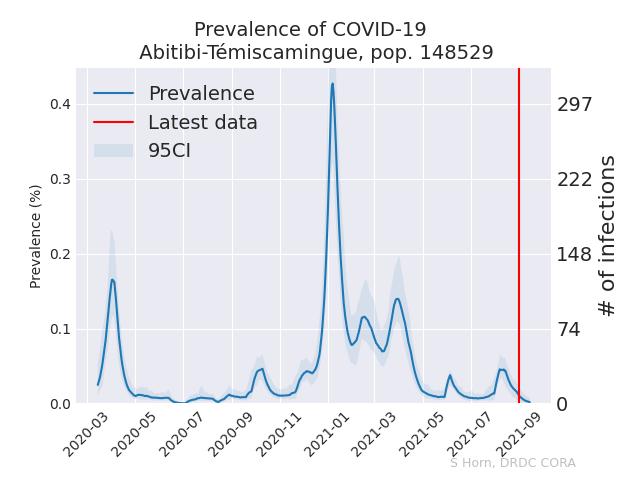 Prevalence of COVID-19
Abitibi-Témiscamingue, pop. 148529
Prevalence
Latest data
95CI
Prevalence (%)
0.4
0.3
0.2
0.1
0.0
297
222
148
74
0
# of infections
2020-03
2020-05
2020-07
2020-09
2020-11
2021-01
2021-03
2021-05
2021-07
2021-09
S Horn, DRDC CORA